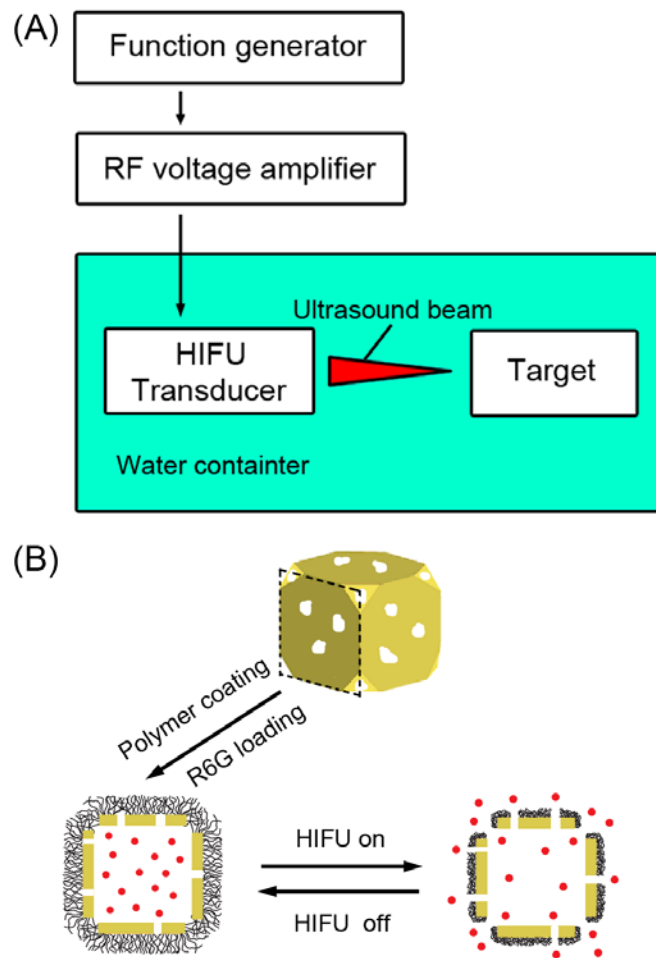 (A)
Function generator
RF voltage amplifier
Ultrasound beam
HIFU
Transducer
Target
Water containter
(B)
Polymer coating
R6G loading
HIFU on
HIFU off